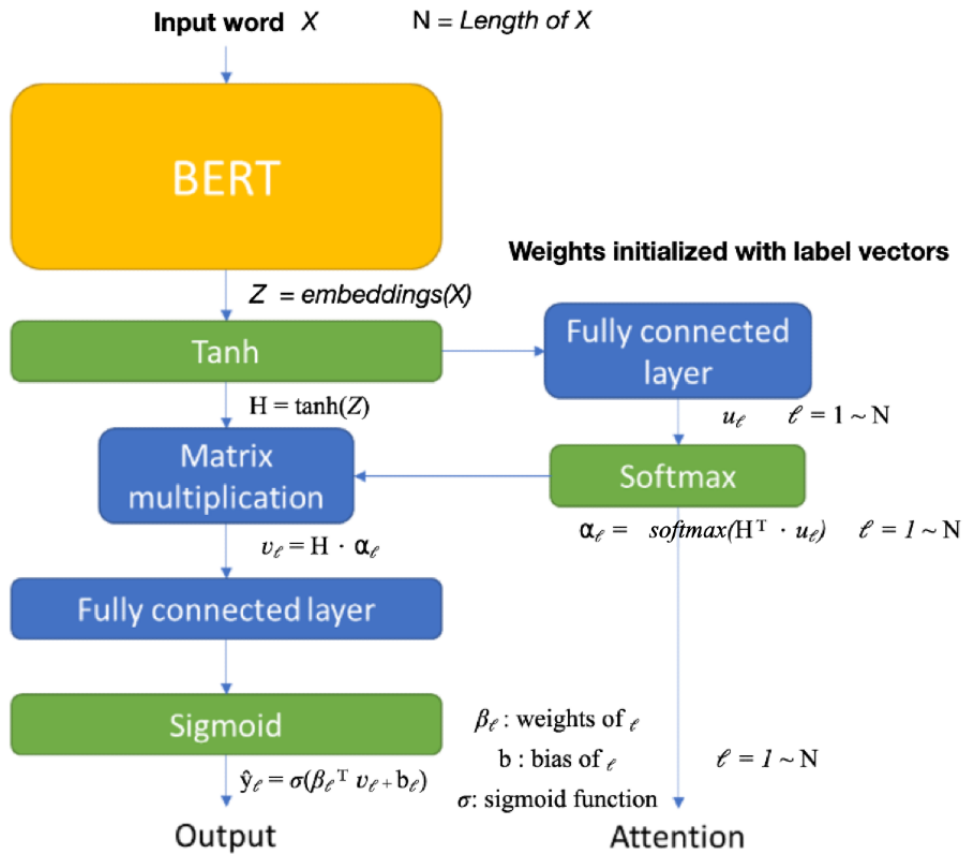 Input word X N = Length of X
BERT
Weights initialized with label vectors
Z = embeddings(X)
Tanh
Fully connected
layer
H = tanh(Z)
uℓ ℓ = 1 ~ N
Matrix
multiplication
Softmax
αℓ = softmax(Hᵀ · uℓ) ℓ = 1 ~ N
vℓ = H · αℓ
Fully connected layer
Sigmoid
βℓ : weights of ℓ
b : bias of ℓ ℓ = 1 ~ N
σ: sigmoid function
ŷℓ = σ(βℓᵀ vℓ + bℓ)
Output
Attention